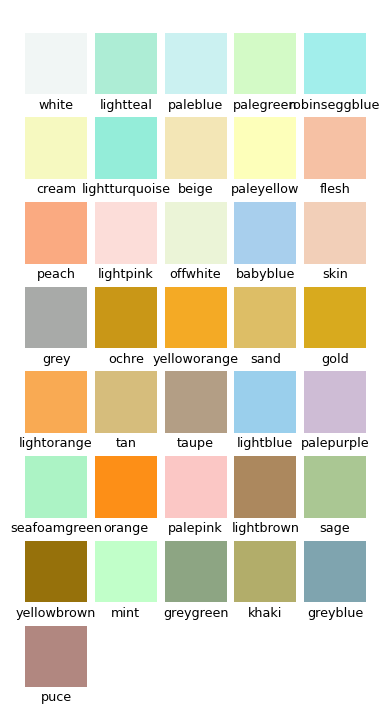 white lightteal paleblue palegreen robinseggblue
cream lightturquoise beige paleyellow flesh
peach lightpink offwhite babyblue skin
grey ochre yelloworange sand gold
lightorange tan taupe lightblue palepurple
seafoamgreen orange palepink lightbrown sage
yellowbrown mint greygreen khaki greyblue
puce